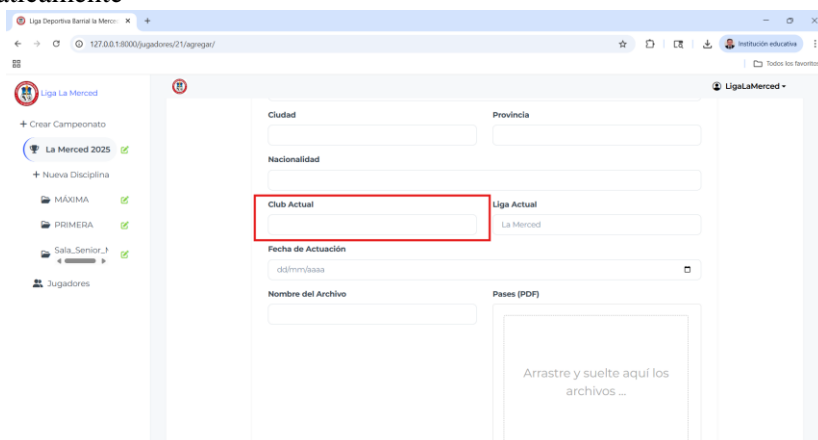 Liga Deportiva Barrial la Merced
127.0.0.1:8000/jugadores/21/agregar/
Institución educativa
Todos los favoritos
Liga La Merced
LigaLaMerced
+ Crear Campeonato
La Merced 2025
+ Nueva Disciplina
MÁXIMA
PRIMERA
Sala_Senior_
Jugadores
Ciudad Provincia
Nacionalidad
Club Actual Liga Actual
La Merced
Fecha de Actuación
dd/mm/aaaa
Nombre del Archivo Pases (PDF)
Arrastre y suelte aquí los
archivos ...